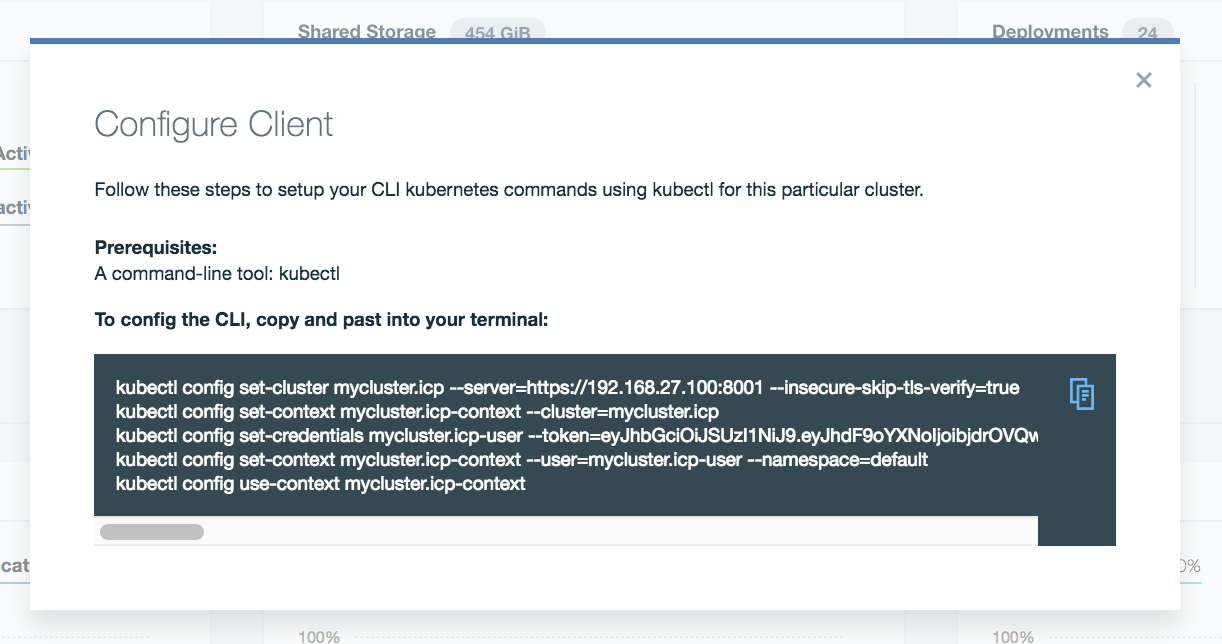 Shared Storage 454 GiB
Deployments 24
Configure Client
Follow these steps to setup your CLI kubernetes commands using kubectl for this particular cluster.
Prerequisites:
A command-line tool: kubectl
To config the CLI, copy and past into your terminal:
kubectl config set-cluster mycluster.icp --server=https://192.168.27.100:8001 --insecure-skip-tls-verify=true
kubectl config set-context mycluster.icp-context --cluster=mycluster.icp
kubectl config set-credentials mycluster.icp-user --token=eyJhbGciOiJSUzI1NiJ9.eyJhdF9oYXNoIjoibjdrOVQw
kubectl config set-context mycluster.icp-context --user=mycluster.icp-user --namespace=default
kubectl config use-context mycluster.icp-context
100%
100%